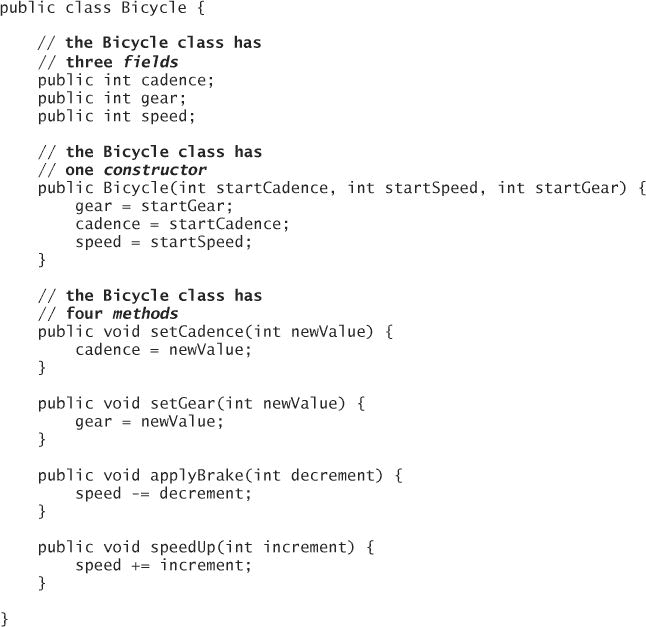 public class Bicycle {
// the Bicycle class has
// three fields
public int cadence;
public int gear;
public int speed;
// the Bicycle class has
// one constructor
public Bicycle(int startCadence, int startSpeed, int startGear) {
gear = startGear;
cadence = startCadence;
speed = startSpeed;
}
// the Bicycle class has
// four methods
public void setCadence(int newValue) {
cadence = newValue;
}
public void setGear(int newValue) {
gear = newValue;
}
public void applyBrake(int decrement) {
speed -= decrement;
}
public void speedUp(int increment) {
speed += increment;
}
}